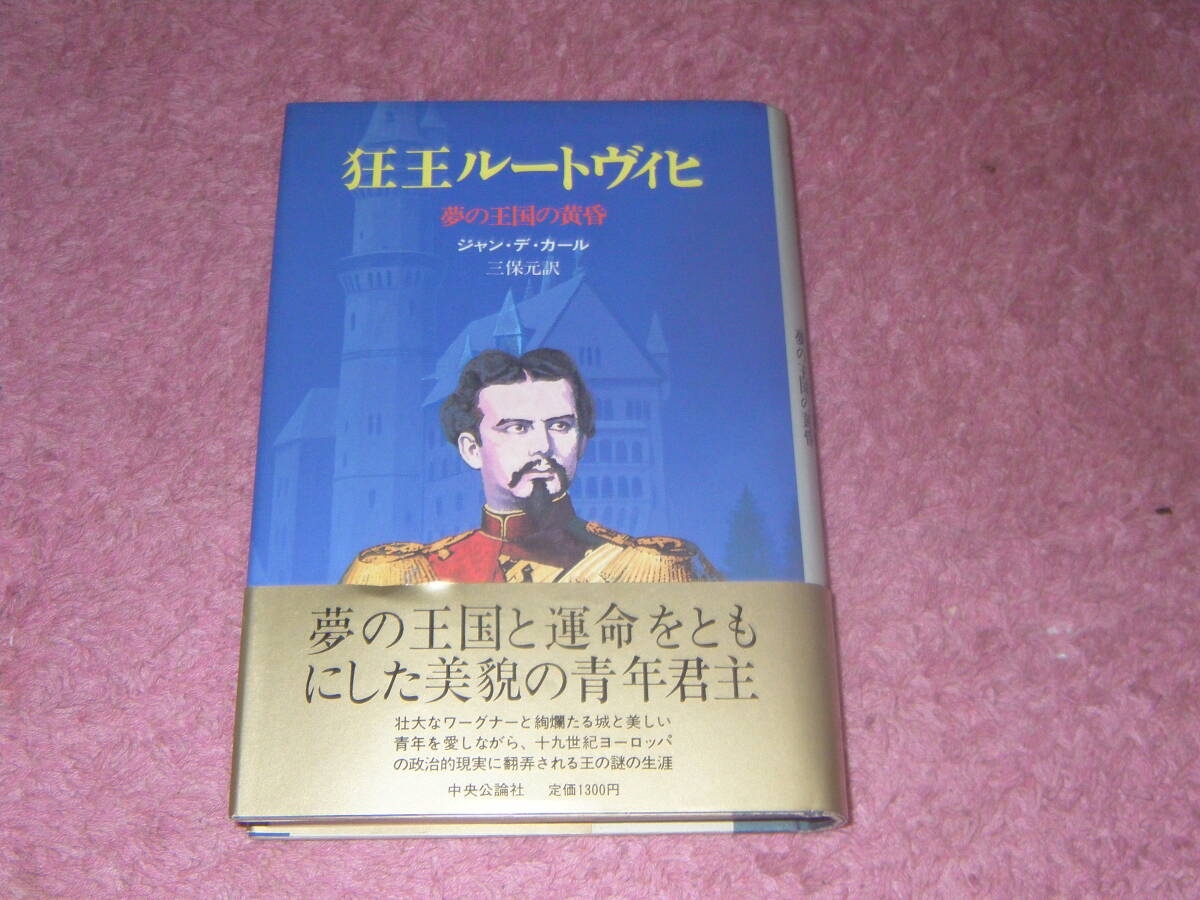 狂王ルートヴィヒ
夢の王国の黄昏
ジャン・デ・カール
三保元訳
夢の王国の黄昏
夢の王国と運命をとも
にした美貌の青年君主
壮大なワーグナーと絢爛たる城と美しい
青年を愛しながら、十九世紀ヨーロッパ
の政治的現実に翻弄される王の謎の生涯
中央公論社 定価1300円